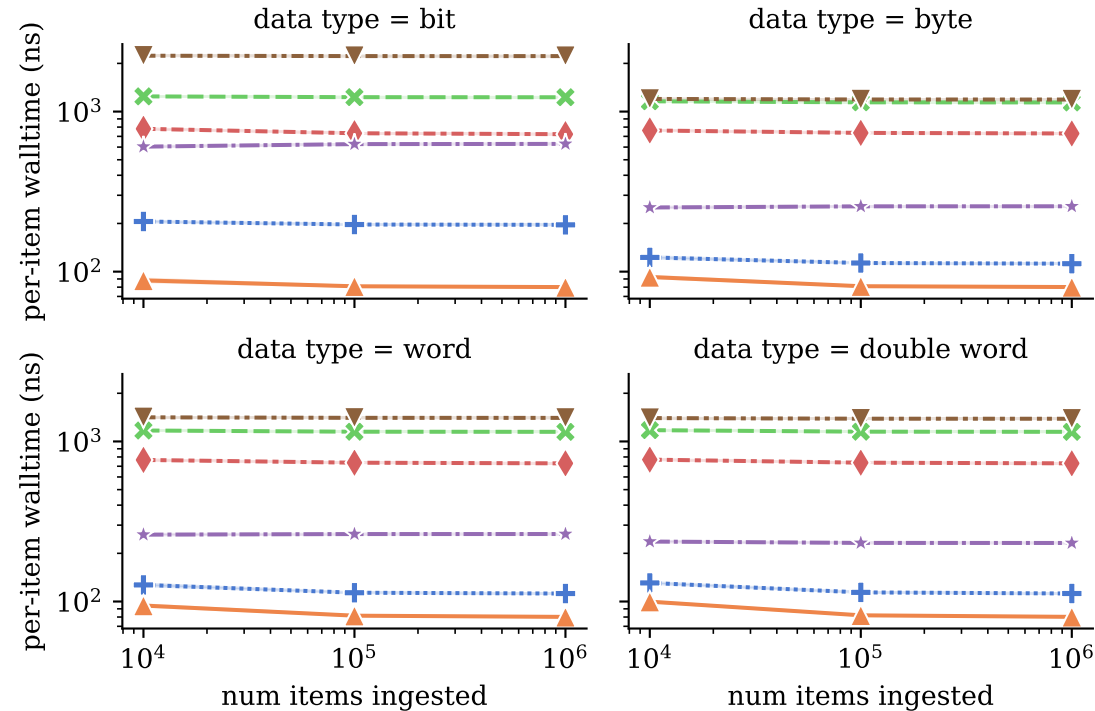 data type = bit
data type = byte
per-item walltime (ns)
10³
10²
data type = word
data type = double word
per-item walltime (ns)
10³
10²
10⁴ 10⁵ 10⁶
10⁴ 10⁵ 10⁶
num items ingested
num items ingested